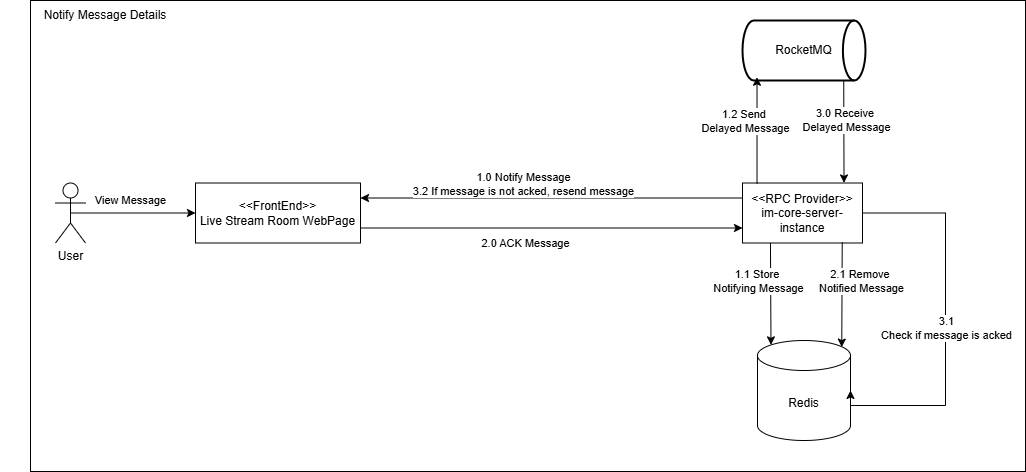 Notify Message Details
RocketMQ
1.2 Send
Delayed Message
3.0 Receive
Delayed Message
1.0 Notify Message
3.2 If message is not acked, resend message
View Message
<<FrontEnd>>
Live Stream Room WebPage
<<RPC Provider>>
im-core-server-
instance
User
2.0 ACK Message
1.1 Store
Notifying Message
2.1 Remove
Notified Message
3.1
Check if message is acked
Redis